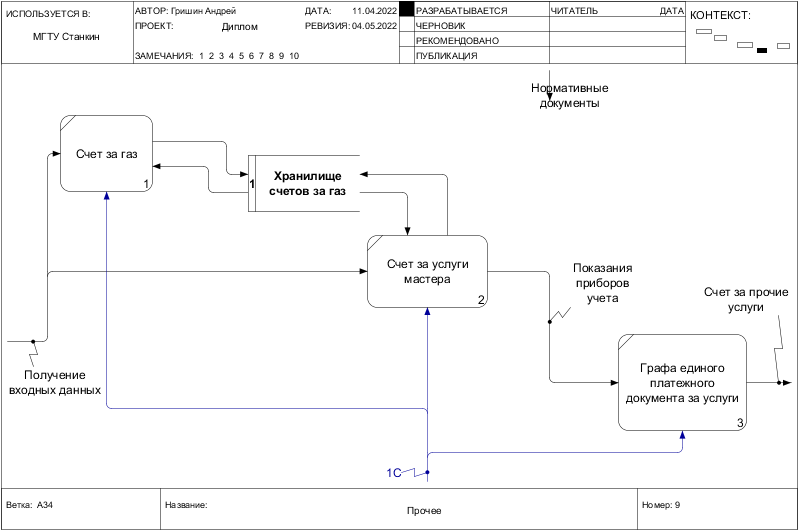 ИСПОЛЬЗУЕТСЯ В:
МГТУ Станкин
АВТОР: Гришин Андрей
ДАТА: 11.04.2022
ПРОЕКТ: Диплом
РЕВИЗИЯ: 04.05.2022
ЗАМЕЧАНИЯ: 1 2 3 4 5 6 7 8 9 10
РАЗРАБАТЫВАЕТСЯ
ЧЕРНОВИК
РЕКОМЕНДОВАНО
ПУБЛИКАЦИЯ
ЧИТАТЕЛЬ ДАТА
КОНТЕКСТ:
Нормативные
документы
Счет за газ
1
1
Хранилище
счетов за газ
Счет за услуги
мастера
2
Показания
приборов
учета
Счет за прочие
услуги
Получение
входных данных
Графа единого
платежного
документа за услуги
3
1С
Ветка: A34
Название:
Прочее
Номер: 9